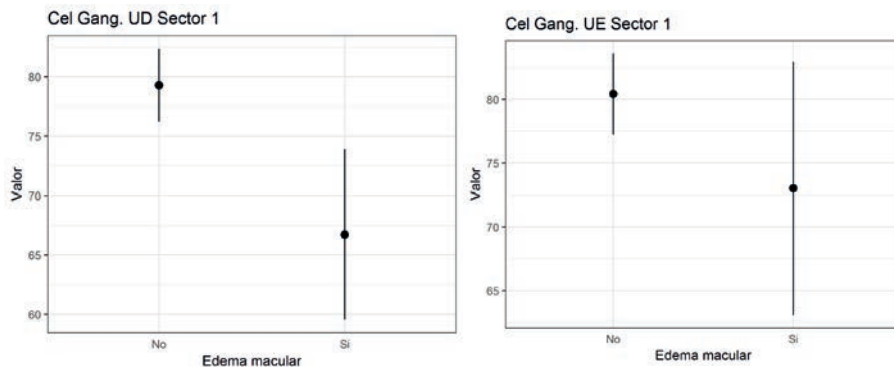 Cel Gang. UD Sector 1
80
75
70
65
60
Valor
No
Si
Edema macular
Cel Gang. UE Sector 1
80
75
70
65
Valor
No
Si
Edema macular